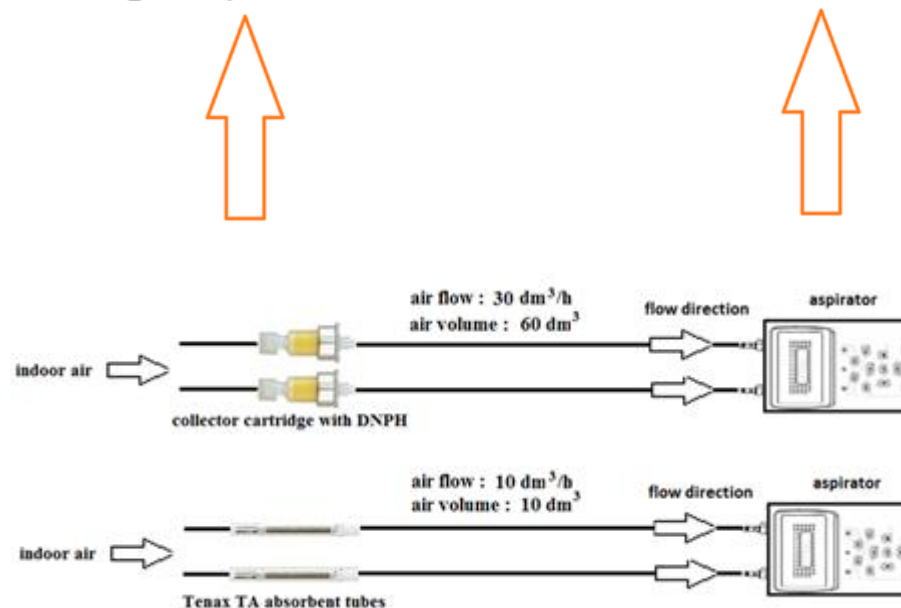 air flow : 30 dm³/h
air volume : 60 dm³
flow direction
aspirator
indoor air
collector cartridge with DNPH
air flow : 10 dm³/h
air volume : 10 dm³
flow direction
aspirator
indoor air
Tenax TA absorbent tubes